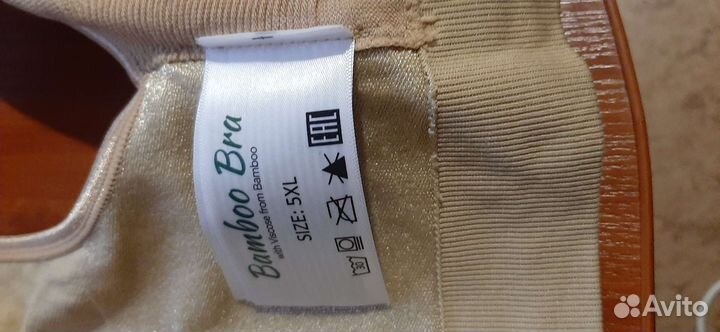 Bamboo Bra
with Viscose from Bamboo
SIZE: 5XL
30
EAC
Avito